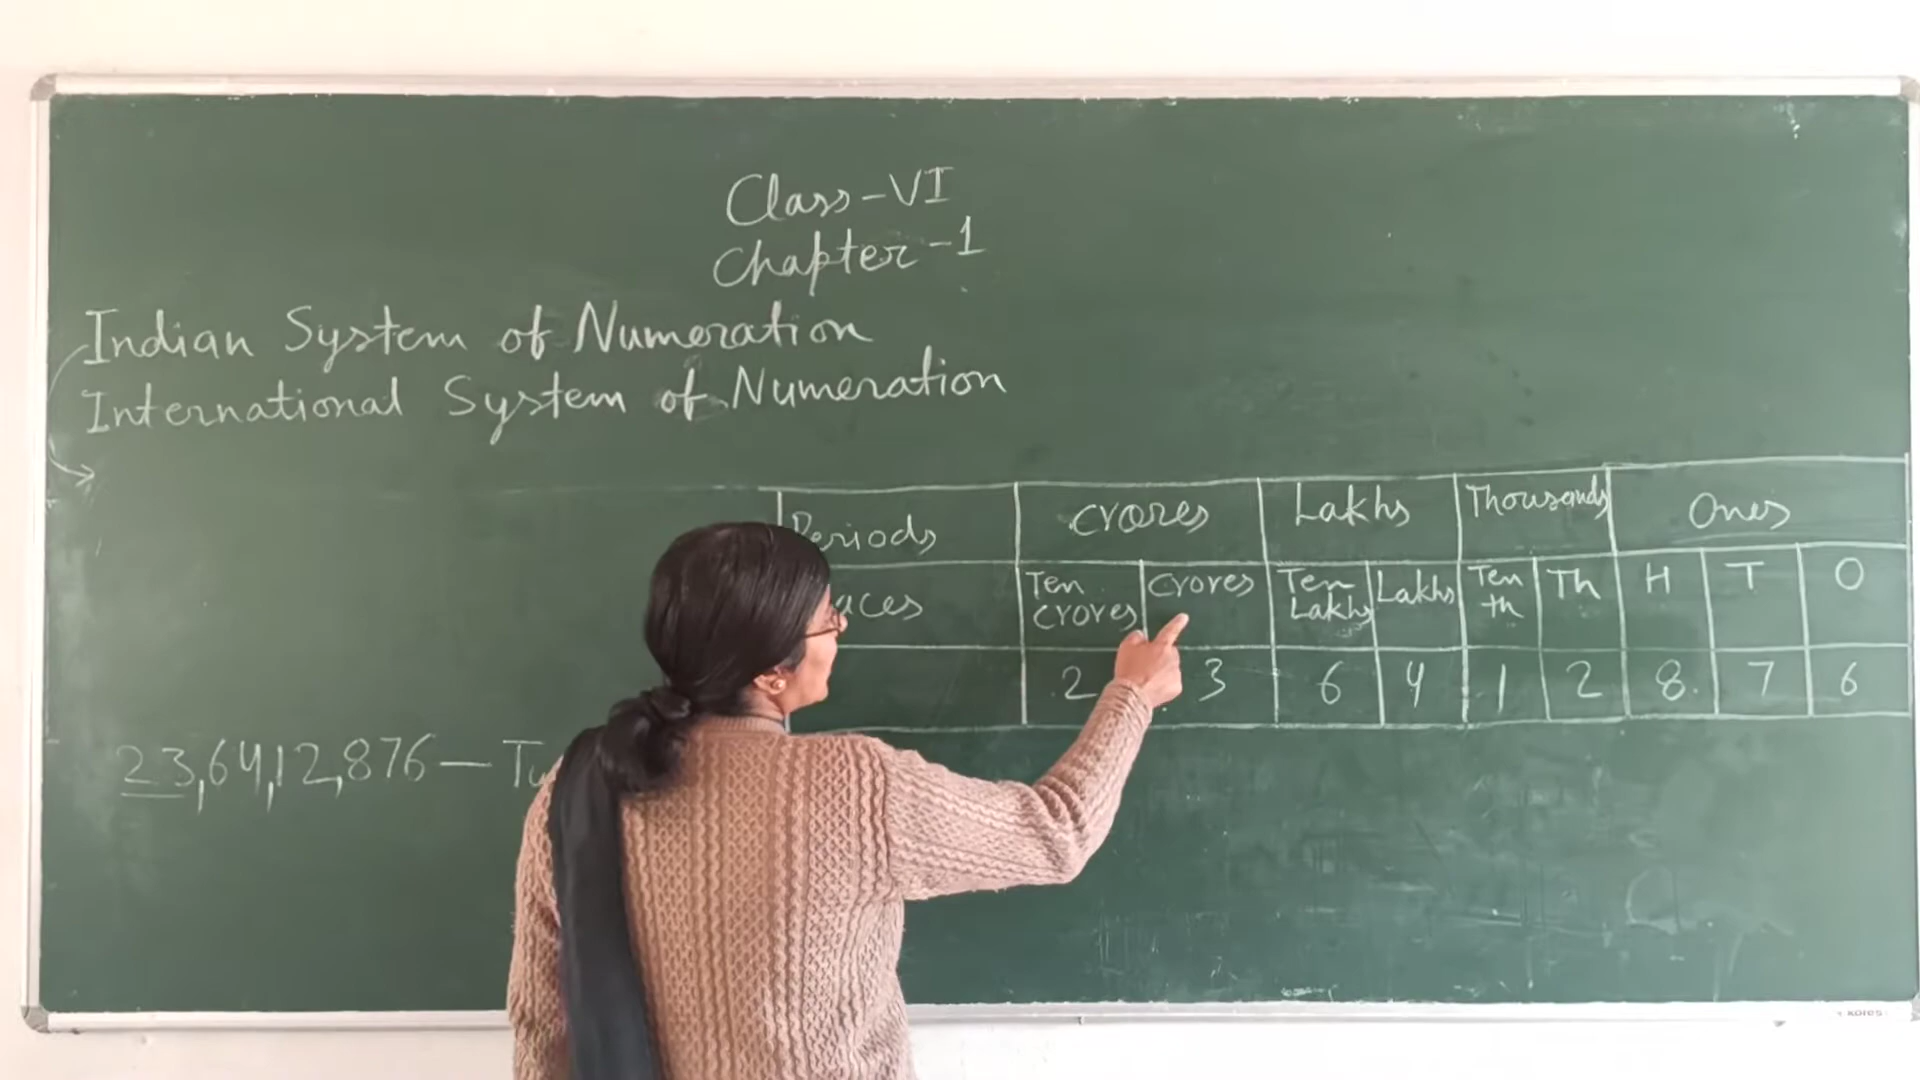 Class-VI
Chapter-1
Indian System of Numeration
International System of Numeration
Periods Crores Lakhs Thousands Ones
Ten Crores Crores Ten Lakhs Lakhs Ten th Th H T O
2 3 6 4 1 2 8 7 6
23,64,12,876 —
kores